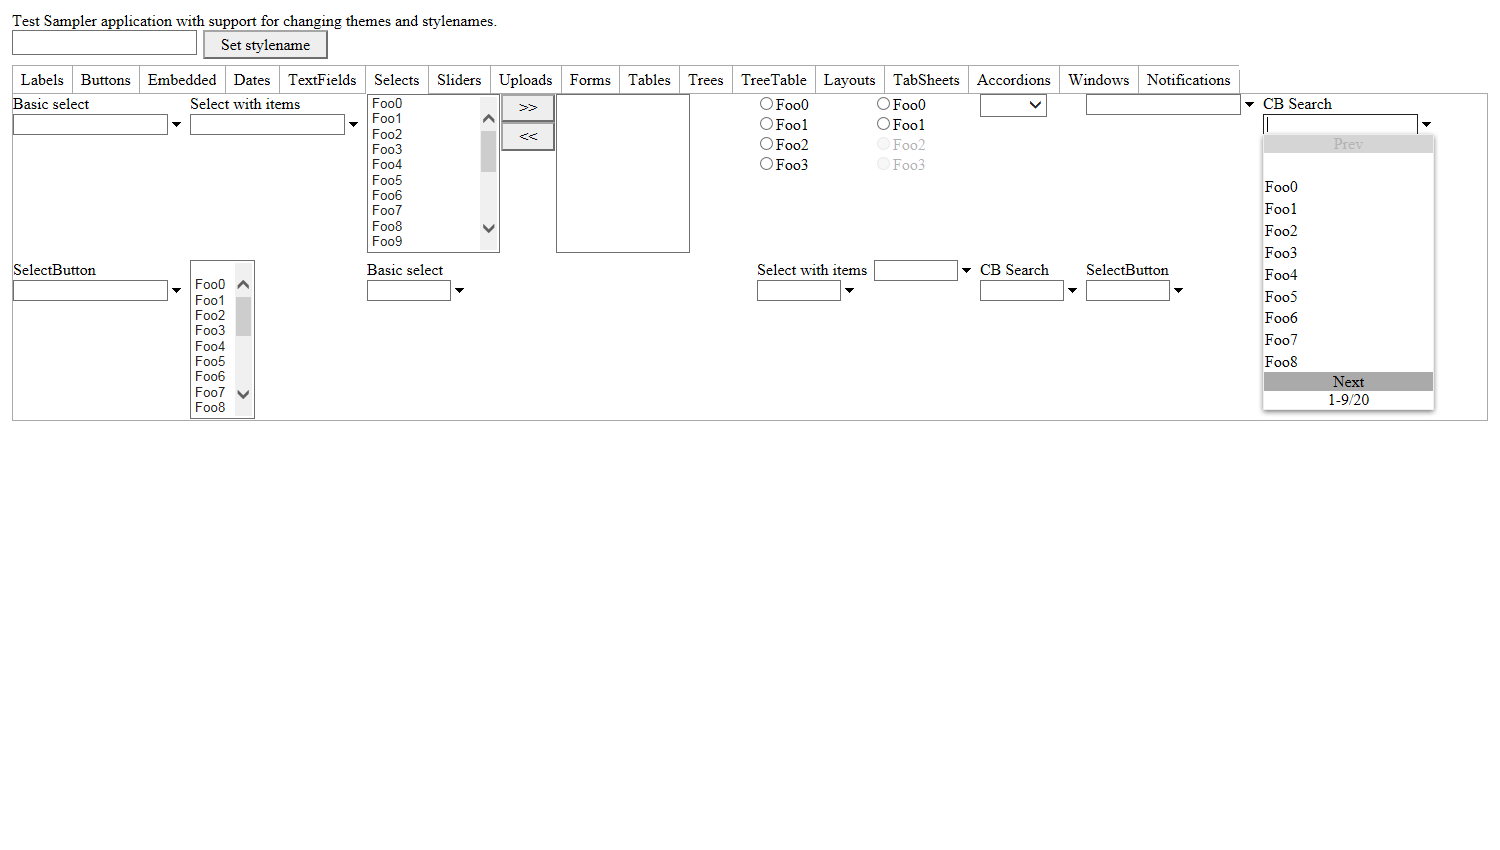 Test Sampler application with support for changing themes and stylenames.
Set stylename
Labels Buttons Embedded Dates TextFields Selects Sliders Uploads Forms Tables Trees TreeTable Layouts TabSheets Accordions Windows Notifications
Basic select
Select with items
Foo0
Foo1
Foo2
Foo3
Foo4
Foo5
Foo6
Foo7
Foo8
Foo9
>>
<<
Foo0
Foo1
Foo2
Foo3
Foo0
Foo1
Foo2
Foo3
CB Search
Prev
Foo0
Foo1
Foo2
Foo3
Foo4
Foo5
Foo6
Foo7
Foo8
Next
1-9/20
SelectButton
Foo0
Foo1
Foo2
Foo3
Foo4
Foo5
Foo6
Foo7
Foo8
Basic select
Select with items
CB Search
SelectButton